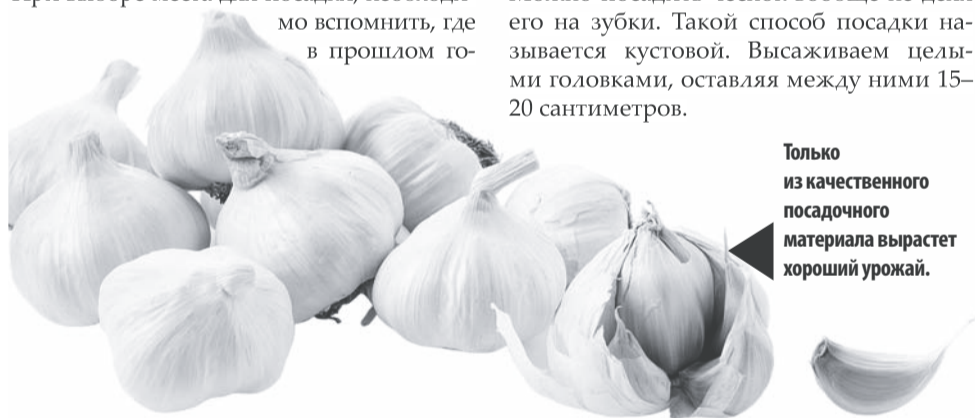 мо вспомнить, где
в прошлом го-
его на зубки. Такой способ посадки на-
зывается кустовой. Высаживаем целы-
ми головками, оставляя между ними 15–
20 сантиметров.
Только
из качественного
посадочного
материала вырастет
хороший урожай.